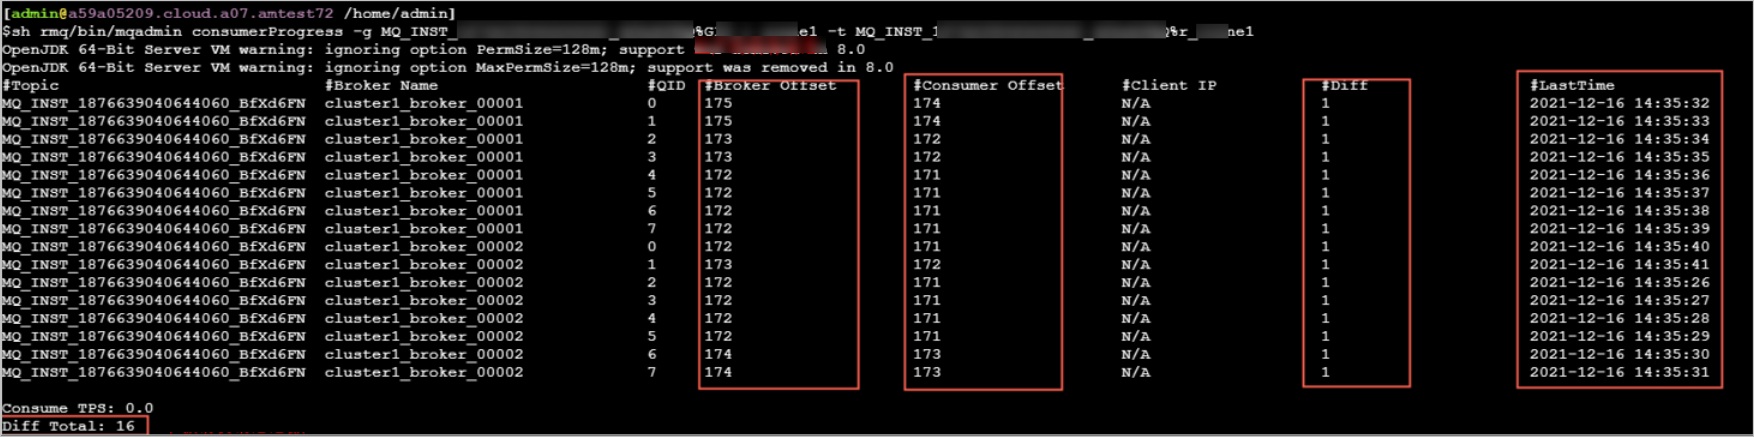 [admin@a59a05209.cloud.a07.amtest72 /home/admin]
$sh rmq/bin/mqadmin consumerProgress -g MQ_INST_ %G e1 -t MQ_INST_1 %r_ ne1
OpenJDK 64-Bit Server VM warning: ignoring option PermSize=128m; support in 8.0
OpenJDK 64-Bit Server VM warning: ignoring option MaxPermSize=128m; support was removed in 8.0
#Topic #Broker Name #QID #Broker Offset #Consumer Offset #Client IP #Diff #LastTime
MQ_INST_1876639040644060_BfXd6FN cluster1_broker_00001 0 175 174 N/A 1 2021-12-16 14:35:32
MQ_INST_1876639040644060_BfXd6FN cluster1_broker_00001 1 175 174 N/A 1 2021-12-16 14:35:33
MQ_INST_1876639040644060_BfXd6FN cluster1_broker_00001 2 173 172 N/A 1 2021-12-16 14:35:34
MQ_INST_1876639040644060_BfXd6FN cluster1_broker_00001 3 173 172 N/A 1 2021-12-16 14:35:35
MQ_INST_1876639040644060_BfXd6FN cluster1_broker_00001 4 172 171 N/A 1 2021-12-16 14:35:36
MQ_INST_1876639040644060_BfXd6FN cluster1_broker_00001 5 172 171 N/A 1 2021-12-16 14:35:37
MQ_INST_1876639040644060_BfXd6FN cluster1_broker_00001 6 172 171 N/A 1 2021-12-16 14:35:38
MQ_INST_1876639040644060_BfXd6FN cluster1_broker_00001 7 172 171 N/A 1 2021-12-16 14:35:39
MQ_INST_1876639040644060_BfXd6FN cluster1_broker_00002 0 172 171 N/A 1 2021-12-16 14:35:40
MQ_INST_1876639040644060_BfXd6FN cluster1_broker_00002 1 173 172 N/A 1 2021-12-16 14:35:41
MQ_INST_1876639040644060_BfXd6FN cluster1_broker_00002 2 172 171 N/A 1 2021-12-16 14:35:26
MQ_INST_1876639040644060_BfXd6FN cluster1_broker_00002 3 172 171 N/A 1 2021-12-16 14:35:27
MQ_INST_1876639040644060_BfXd6FN cluster1_broker_00002 4 172 171 N/A 1 2021-12-16 14:35:28
MQ_INST_1876639040644060_BfXd6FN cluster1_broker_00002 5 172 171 N/A 1 2021-12-16 14:35:29
MQ_INST_1876639040644060_BfXd6FN cluster1_broker_00002 6 174 173 N/A 1 2021-12-16 14:35:30
MQ_INST_1876639040644060_BfXd6FN cluster1_broker_00002 7 174 173 N/A 1 2021-12-16 14:35:31
Consume TPS: 0.0
Diff Total: 16